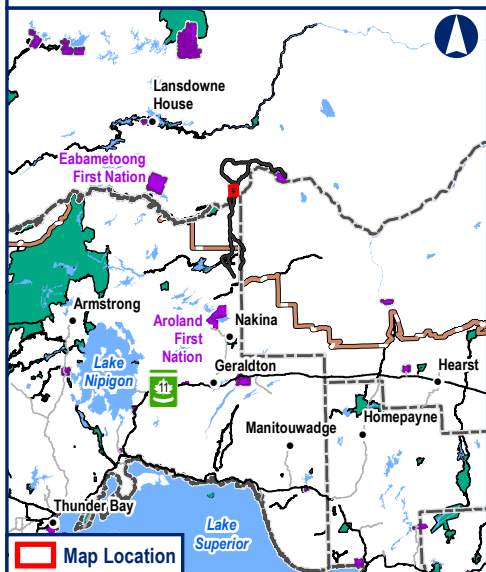 Lansdowne
House
Eabametoong
First Nation
Armstrong
Aroland
First
Nation
Nakina
Lake
Nipigon
Geraldton
11
Hearst
Manitouwadge
Homepayne
Thunder Bay
Lake
Superior
Map Location